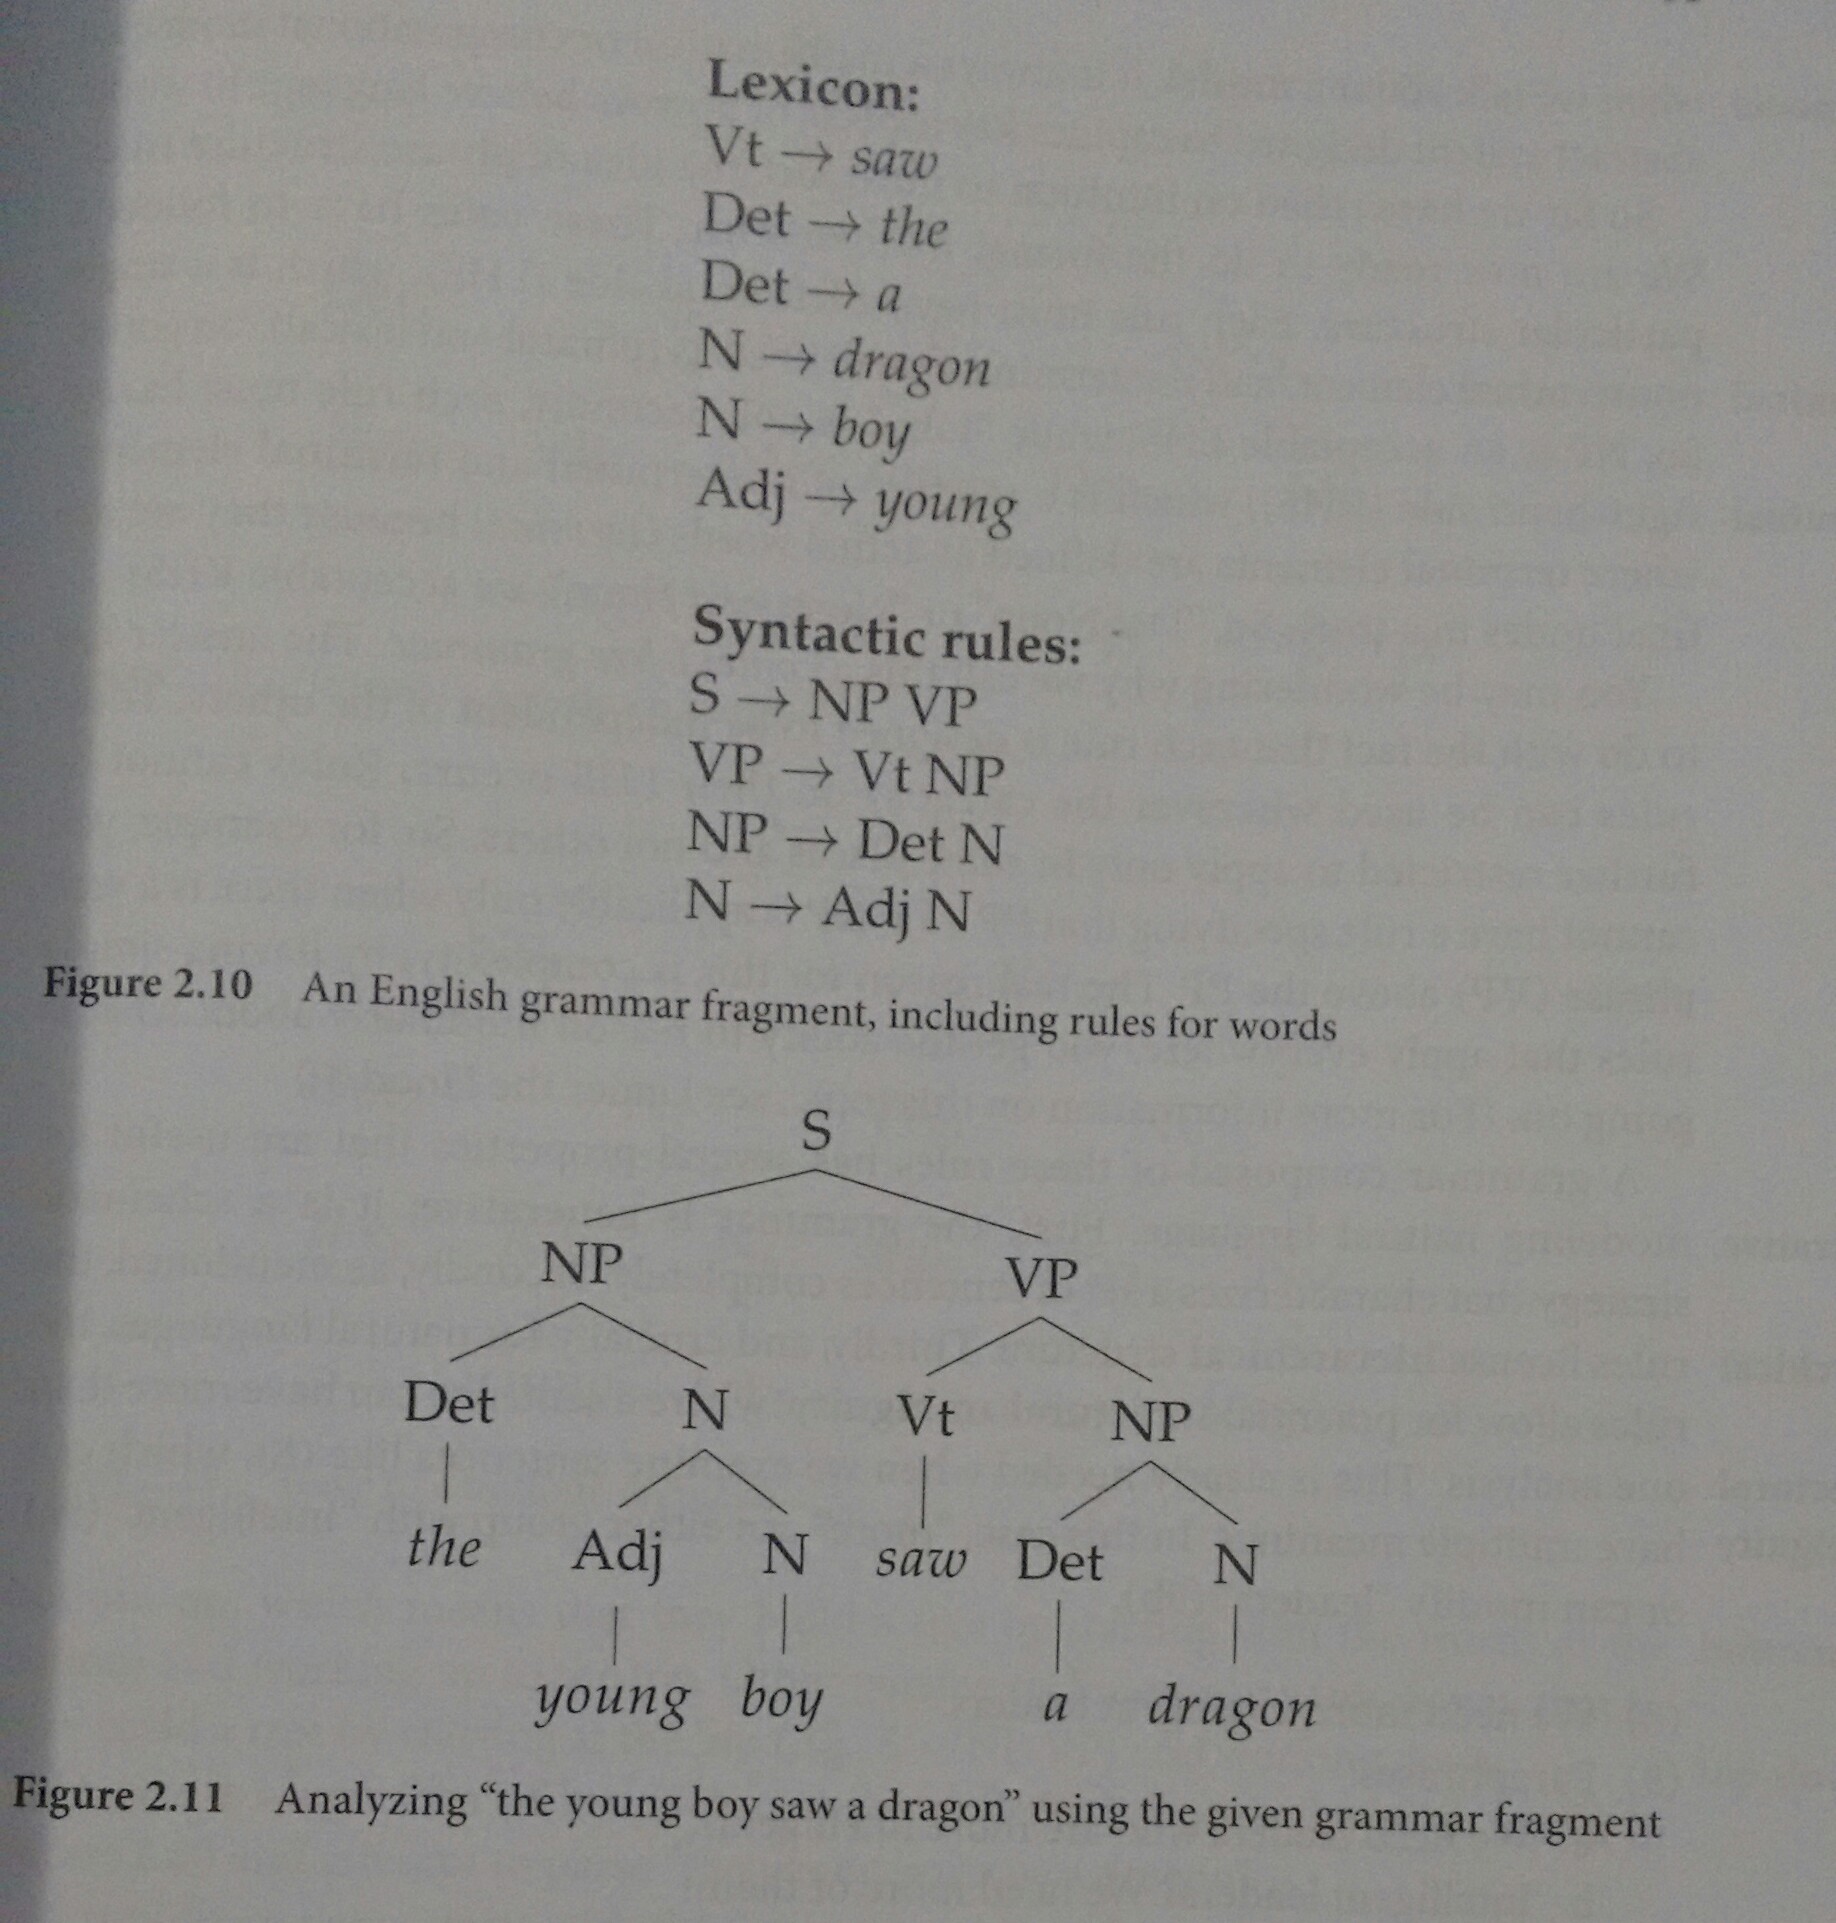 Lexicon:
Vt → saw
Det → the
Det → a
N → dragon
N → boy
Adj → young
Syntactic rules:
S → NP VP
VP → Vt NP
NP → Det N
N → Adj N
Figure 2.10 An English grammar fragment, including rules for words
S
NP VP
Det N Vt NP
the Adj N saw Det N
young boy a dragon
Figure 2.11 Analyzing “the young boy saw a dragon” using the given grammar fragment